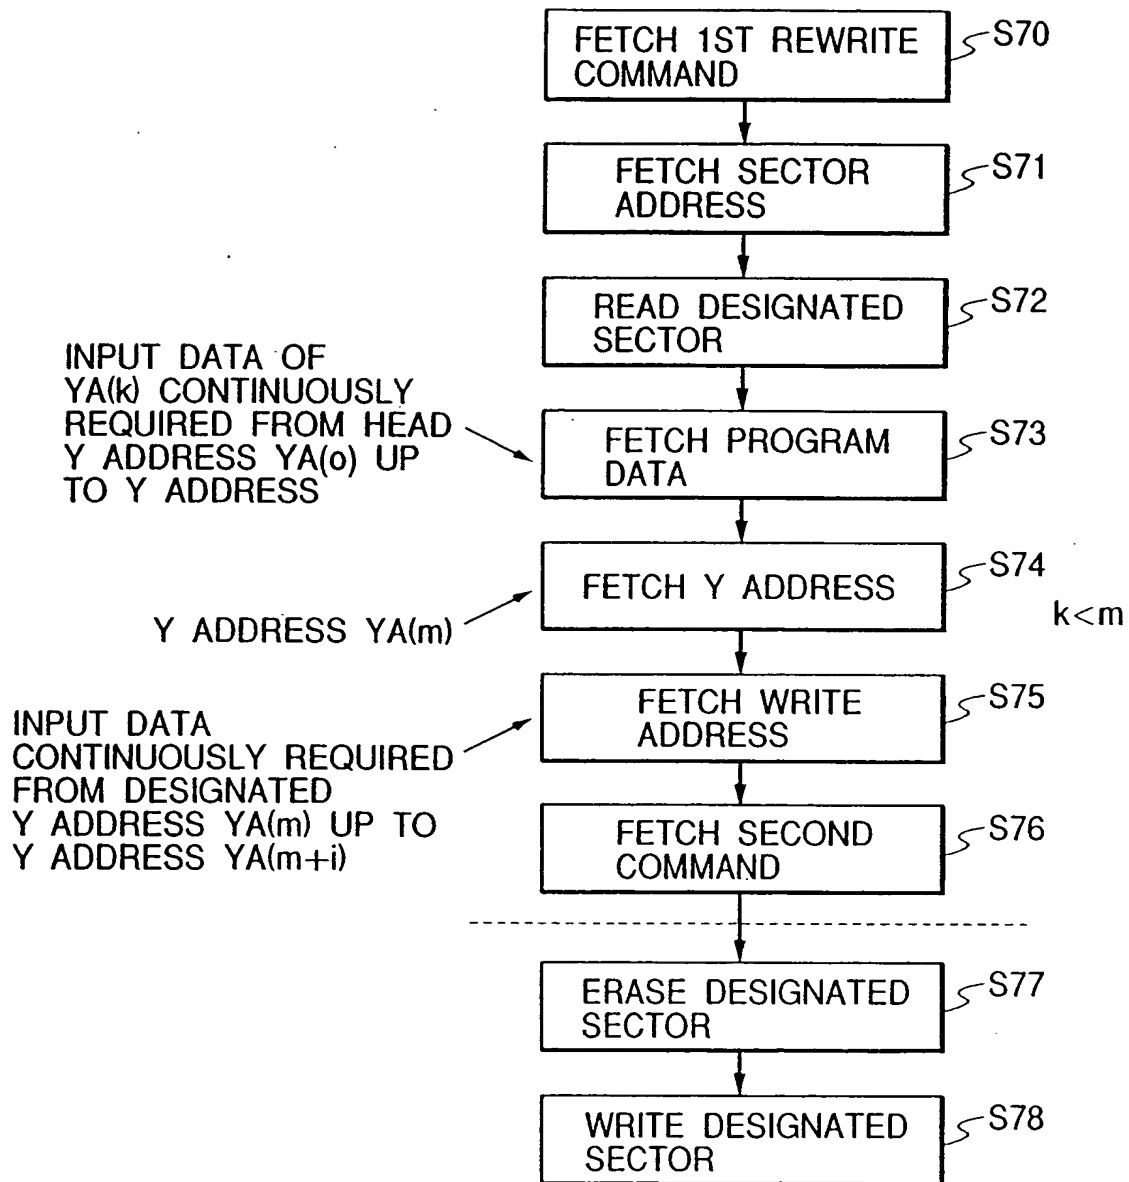 FETCH 1ST REWRITE
COMMAND
S70
FETCH SECTOR
ADDRESS
S71
READ DESIGNATED
SECTOR
S72
INPUT DATA OF
YA(k) CONTINUOUSLY
REQUIRED FROM HEAD
Y ADDRESS YA(o) UP
TO Y ADDRESS
FETCH PROGRAM
DATA
S73
FETCH Y ADDRESS
S74
k<m
Y ADDRESS YA(m)
FETCH WRITE
ADDRESS
S75
INPUT DATA
CONTINUOUSLY REQUIRED
FROM DESIGNATED
Y ADDRESS YA(m) UP TO
Y ADDRESS YA(m+i)
FETCH SECOND
COMMAND
S76
ERASE DESIGNATED
SECTOR
S77
WRITE DESIGNATED
SECTOR
S78